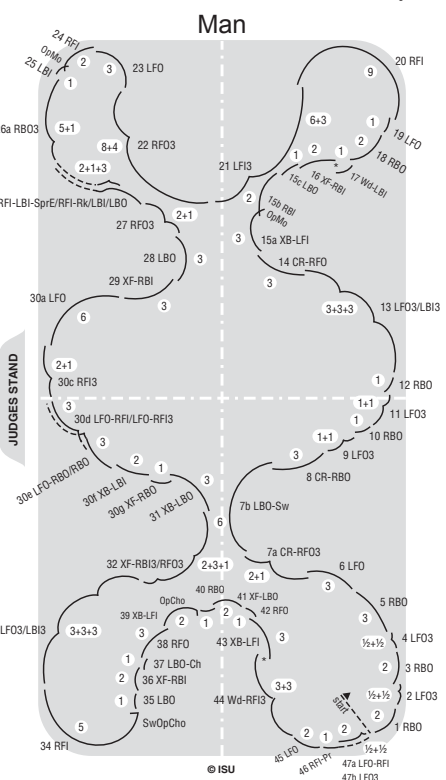 Man
24 RFI
OpMo
25 LBI
2
3
1
23 LFO
6a RBO3
5+1
8+4
22 RFO3
2+1+3
RFI-LBI-SprE/RFI-Rk/LBI/LBO
27 RFO3
2+1
28 LBO
3
29 XF-RBI
3
30a LFO
6
2+1
30c RFI3
3
30d LFO-RFI/LFO-RFI3
3
30e LFO-RBO/RBO
2
30f XB-LBI
1
30g XF-RBO
3
31 XB-LBO
JUDGES STAND
20 RFI
9
6+3
1
19 LFO
2
18 RBO
1
*
17 Wd-LBI
2
16 XF-RBI
1
15c LBO
21 LFI3
2
15b RBI
OpMo
3
15a XB-LFI
14 CR-RFO
3
3+3+3
13 LFO3/LBI3
1
12 RBO
1+1
11 LFO3
1
10 RBO
1+1
9 LFO3
3
8 CR-RBO
7b LBO-Sw
6
32 XF-RBI3/RFO3
2+3+1
7a CR-RFO3
2+1
6 LFO
3
5 RBO
3
4 LFO3
½+½
3 RBO
2
2 LFO3
½+½
2
1 RBO
start
½+½
47a LFO-RFI
47b LFO3
2
46 RFI-Pr
1
45 LFO
2
44 Wd-RFI3
3+3
*
43 XB-LFI
3
42 RFO
1
41 XF-LBO
2
40 RBO
1
OpCho
2
39 XB-LFI
3
38 RFO
1
37 LBO-Ch
2
36 XF-RBI
1
35 LBO
SwOpCho
5
34 RFI
LFO3/LBI3
3+3+3
© ISU